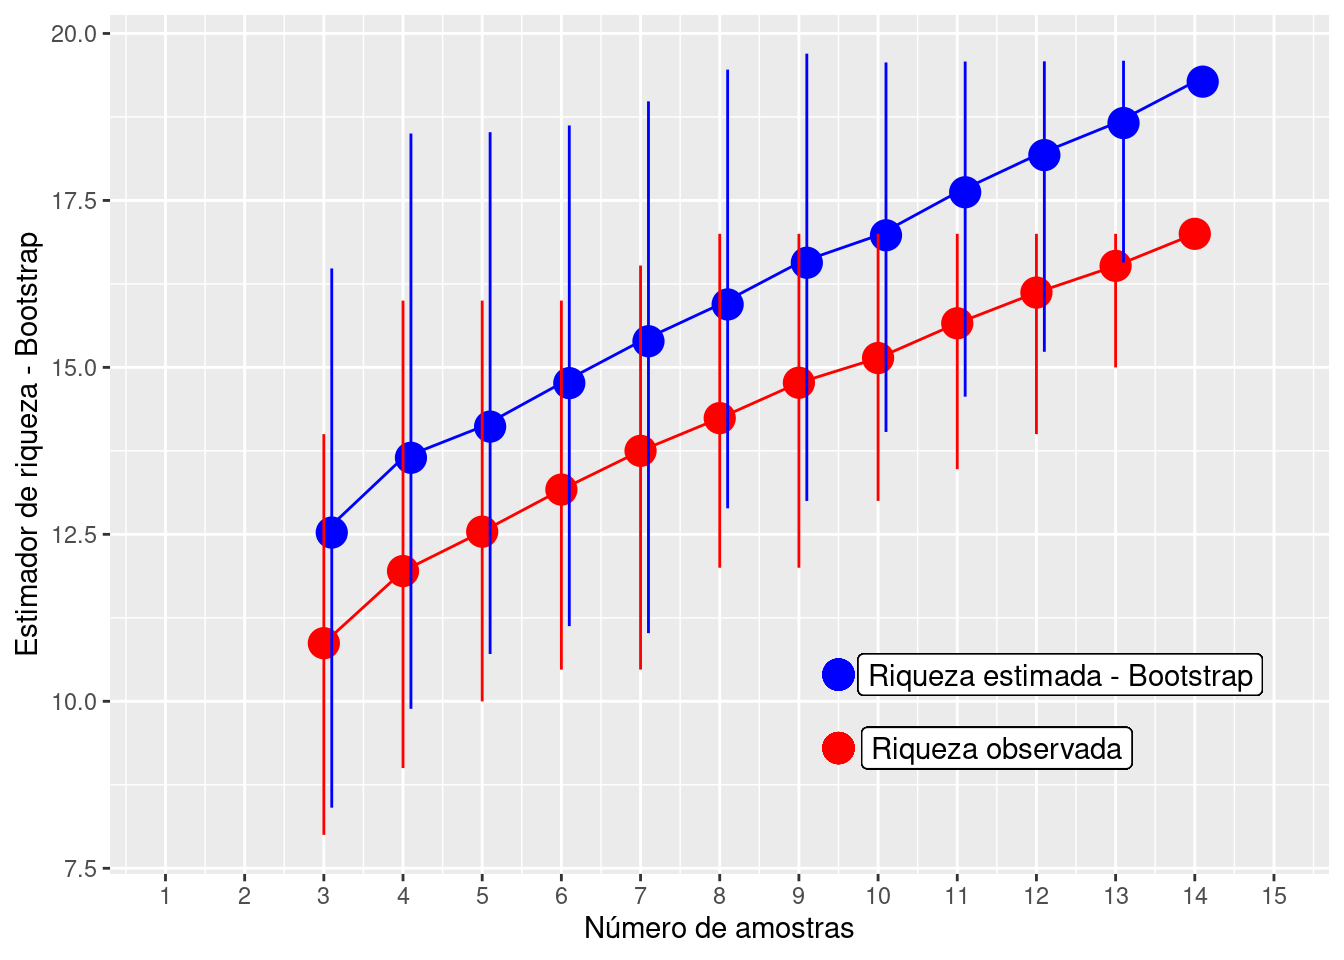 Estimador de riqueza - Bootstrap
20.0
17.5
15.0
12.5
10.0
7.5
Riqueza estimada - Bootstrap
Riqueza observada
1 2 3 4 5 6 7 8 9 10 11 12 13 14 15
Número de amostras